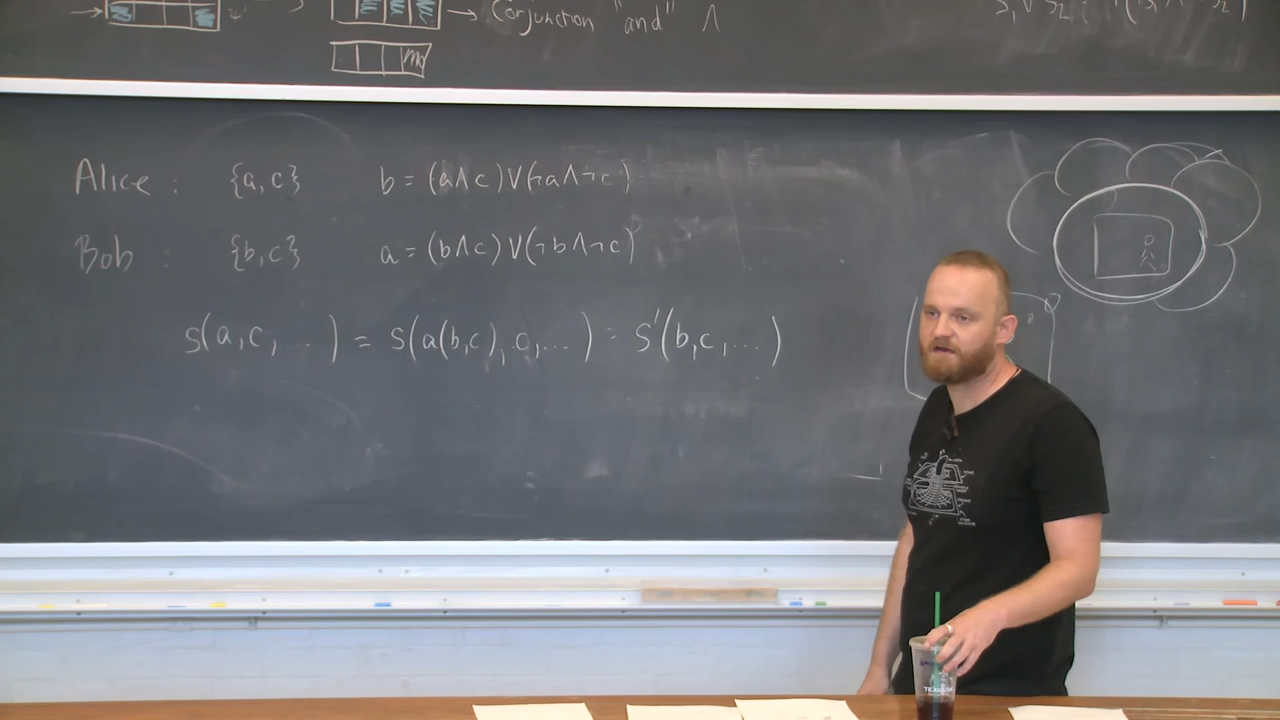 Conjunction "and" ∧
Alice : {a,c} b = (a∧c)∨(¬a∧¬c)
Bob : {b,c} a = (b∧c)∨(¬b∧¬c)
s(a,c,...) = s(a(b,c),c,...) = s'(b,c,...)